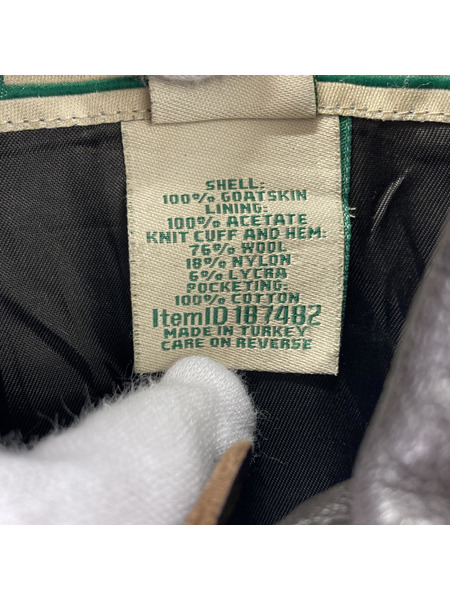 SHELL:
100% GOATSKIN
LINING:
100% ACETATE
KNIT CUFF AND HEM:
76% WOOL
18% NYLON
6% LYCRA
POCKETING:
100% COTTON
ItemID 187482
MADE IN TURKEY
CARE ON REVERSE